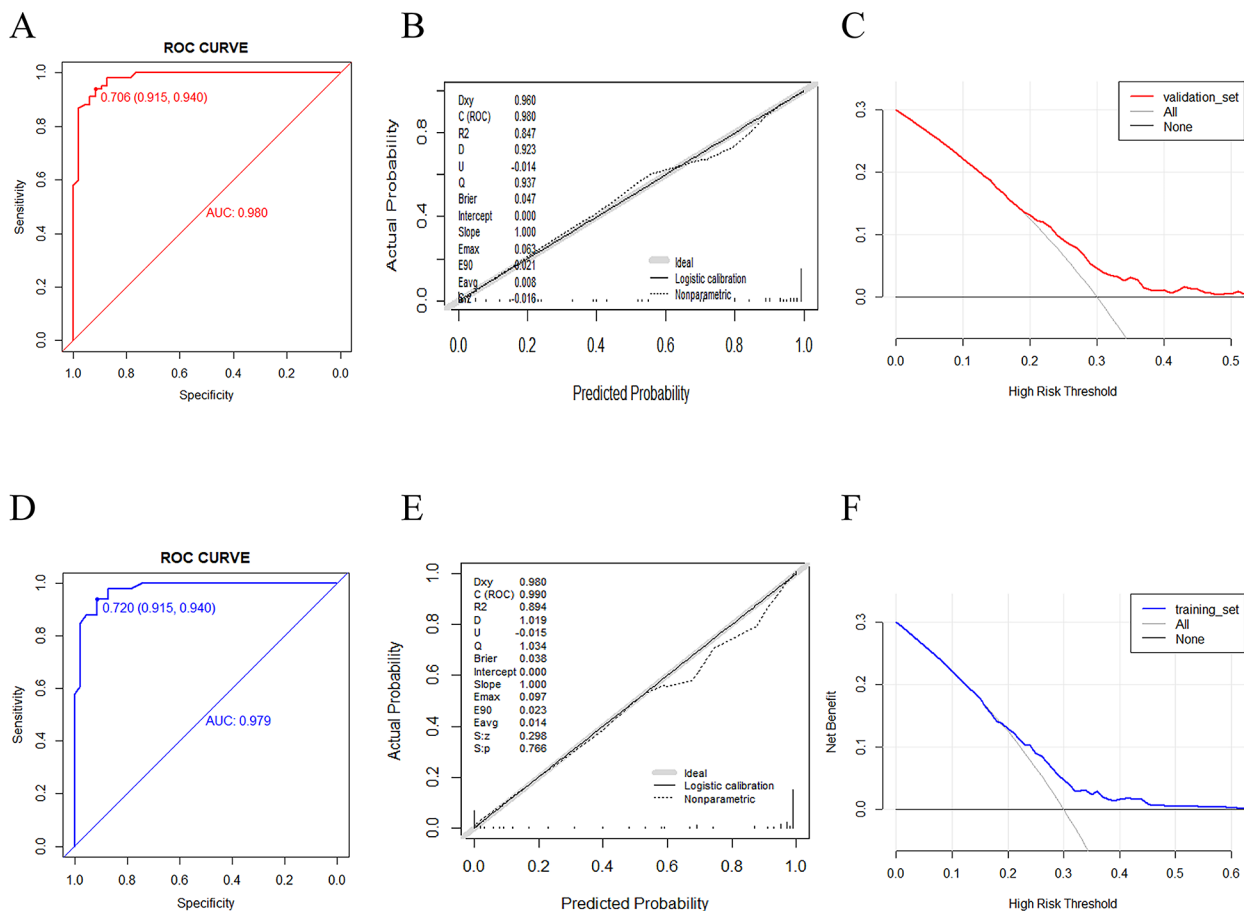 A
ROC CURVE
1.0
0.8
0.6
0.4
0.2
0.0
Sensitivity
0.706 (0.915, 0.940)
AUC: 0.980
1.0 0.8 0.6 0.4 0.2 0.0
Specificity
B
Actual Probability
0.8
0.4
0.0
Dxy 0.960
C (ROC) 0.980
R2 0.847
D 0.923
U -0.014
Q 0.937
Brier 0.047
Intercept 0.000
Slope 1.000
Emax 0.063
E90 0.021
Eavg 0.008
S:z -0.016
Ideal
Logistic calibration
Nonparametric
0.0 0.2 0.4 0.6 0.8 1.0
Predicted Probability
C
validation_set
All
None
0.3
0.2
0.1
0.0
0.0 0.1 0.2 0.3 0.4 0.5
High Risk Threshold
D
ROC CURVE
1.0
0.8
0.6
0.4
0.2
0.0
Sensitivity
0.720 (0.915, 0.940)
AUC: 0.979
1.0 0.8 0.6 0.4 0.2 0.0
Specificity
E
Actual Probability
1.0
0.8
0.6
0.4
0.2
0.0
Dxy 0.980
C (ROC) 0.990
R2 0.894
D 1.019
U -0.015
Q 1.034
Brier 0.038
Intercept 0.000
Slope 1.000
Emax 0.097
E90 0.023
Eavg 0.014
S:z 0.298
S:p 0.766
Ideal
Logistic calibration
Nonparametric
0.0 0.2 0.4 0.6 0.8 1.0
Predicted Probability
F
training_set
All
None
Net Benefit
0.3
0.2
0.1
0.0
0.0 0.1 0.2 0.3 0.4 0.5 0.6
High Risk Threshold